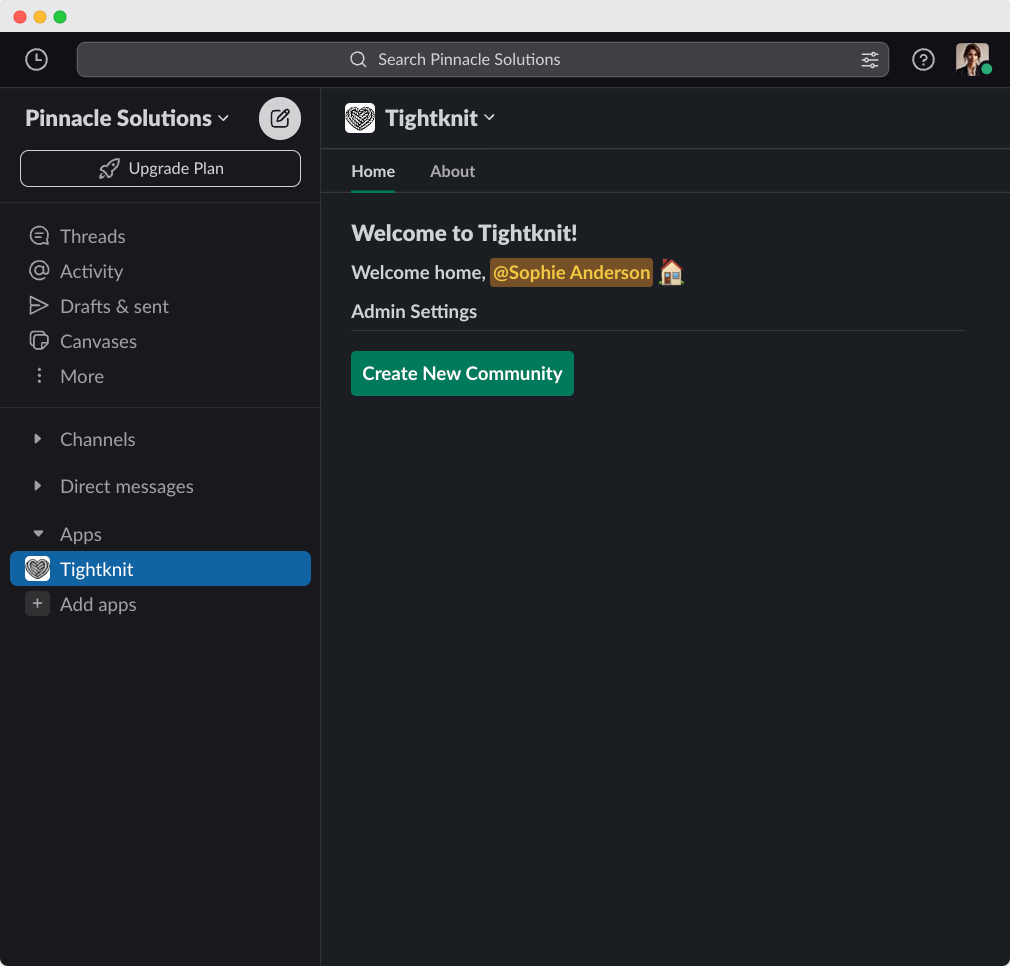 Search Pinnacle Solutions
Pinnacle Solutions
Upgrade Plan
Threads
Activity
Drafts & sent
Canvases
More
Channels
Direct messages
Apps
Tightknit
Add apps
Tightknit
Home About
Welcome to Tightknit!
Welcome home, @Sophie Anderson 🏠
Admin Settings
Create New Community